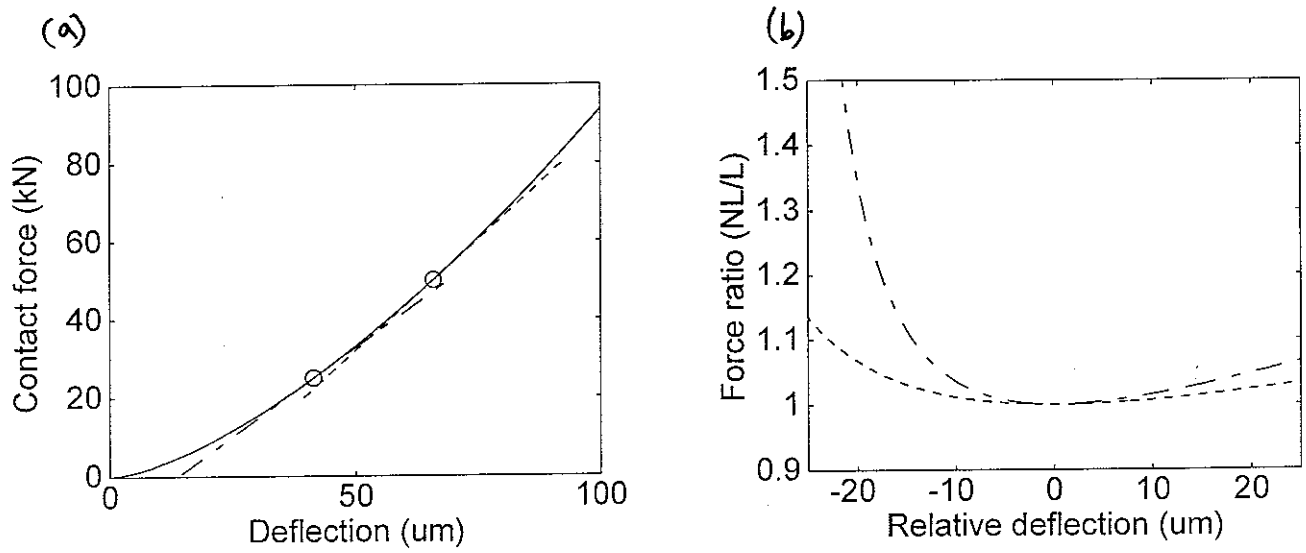 (a)
100
80
60
40
20
0
Contact force (kN)
0 50 100
Deflection (um)
(b)
1.5
1.4
1.3
1.2
1.1
1
0.9
Force ratio (NL/L)
-20 -10 0 10 20
Relative deflection (um)